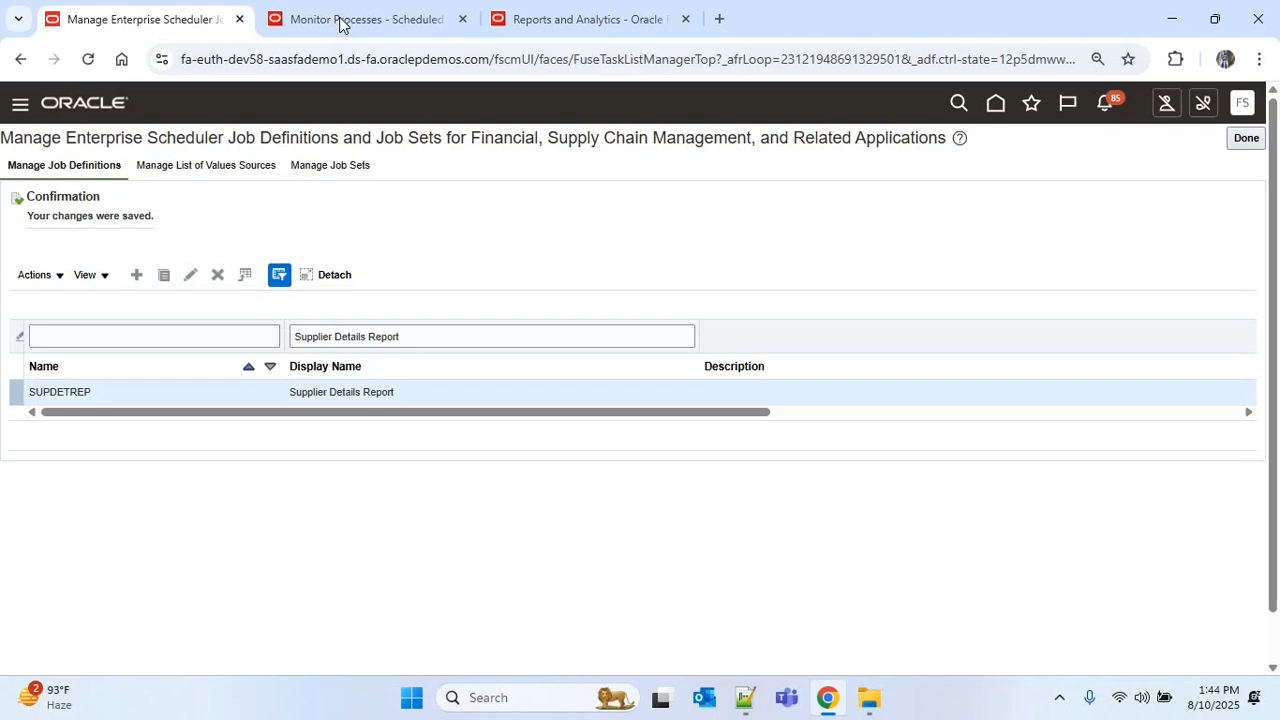 Manage Enterprise Scheduler Jo
Monitor Processes - Scheduled
Reports and Analytics - Oracle
fa-euth-dev58-saasfademo1.ds-fa.oraclepdemos.com/fscmUI/faces/FuseTaskListManagerTop?_afrLoop=23121948691329501&_adf.ctrl-state=12p5dmww...
ORACLE
85
FS
Manage Enterprise Scheduler Job Definitions and Job Sets for Financial, Supply Chain Management, and Related Applications
Done
Manage Job Definitions
Manage List of Values Sources
Manage Job Sets
Confirmation
Your changes were saved.
Actions
View
Detach
Supplier Details Report
Name
Display Name
Description
SUPDETREP
Supplier Details Report
2
93°F
Haze
Search
1:44 PM
8/10/2025